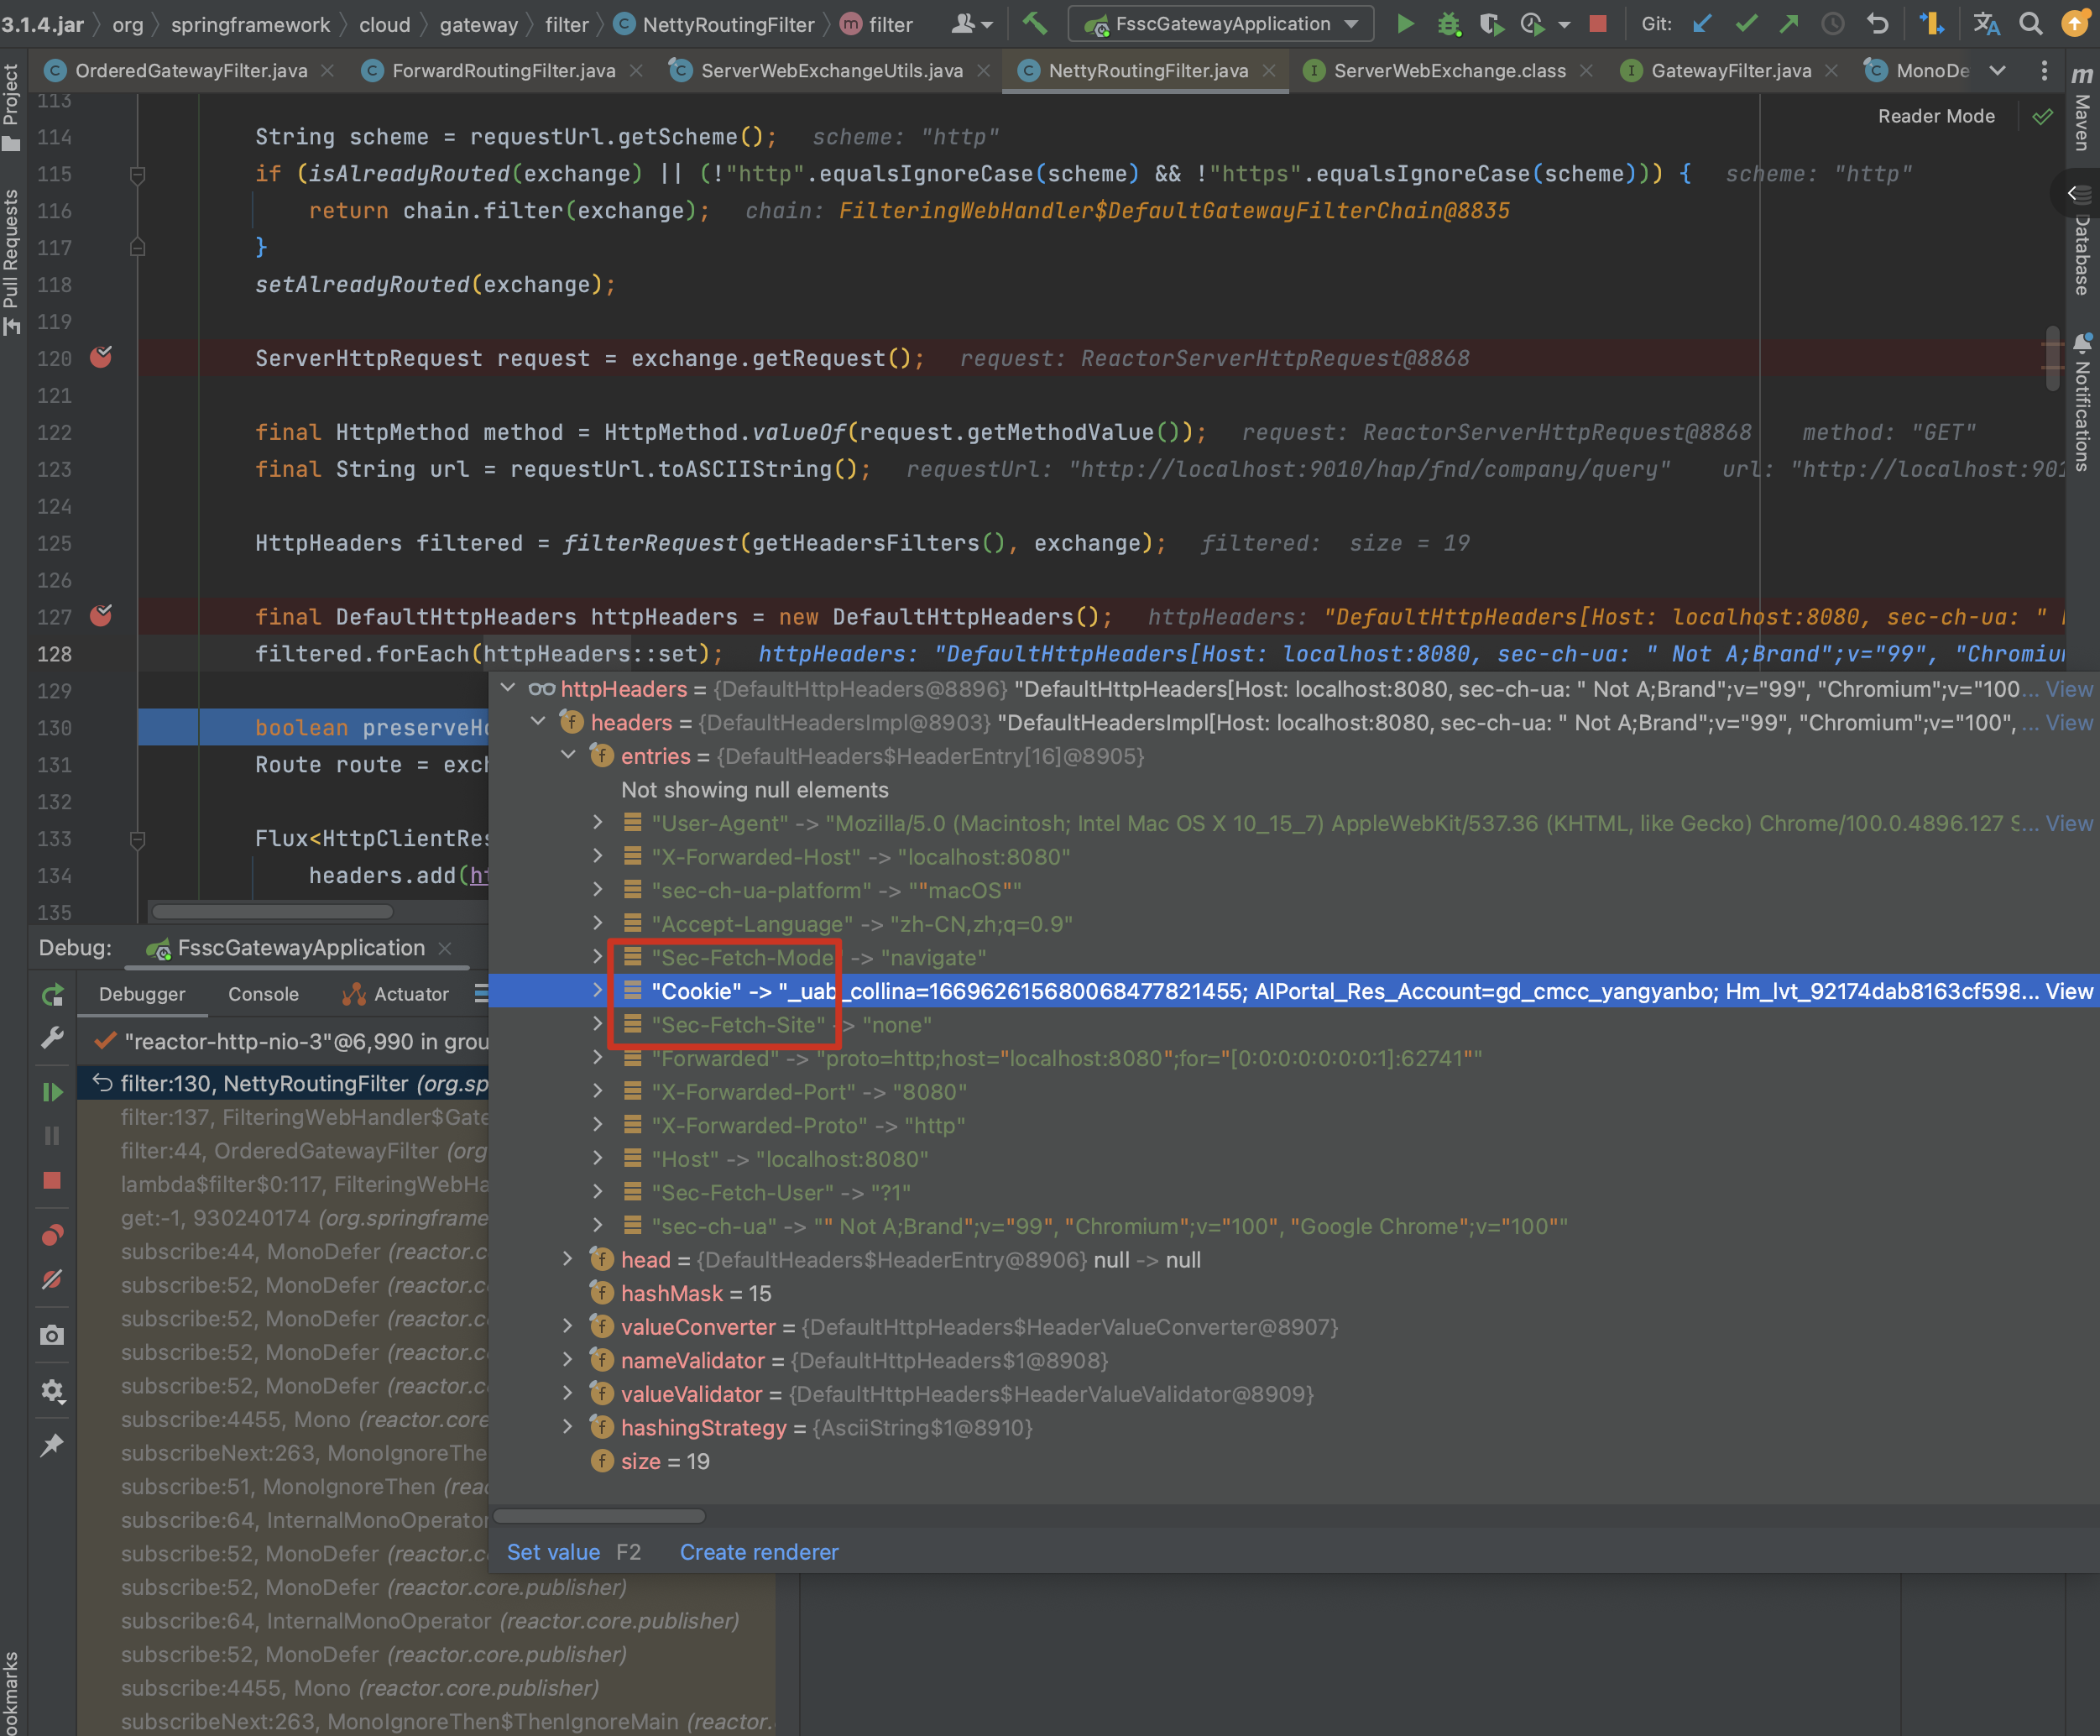 3.1.4.jar org springframework cloud gateway filter NettyRoutingFilter filter FsscGatewayApplication Git:
OrderedGatewayFilter.java ForwardRoutingFilter.java ServerWebExchangeUtils.java NettyRoutingFilter.java ServerWebExchange.class GatewayFilter.java MonoDe
Project
Pull Requests
ookmarks
Maven
Database
Notifications
Reader Mode
113
114 String scheme = requestUrl.getScheme(); scheme: "http"
115 if (isAlreadyRouted(exchange) || (!"http".equalsIgnoreCase(scheme) && !"https".equalsIgnoreCase(scheme))) { scheme: "http"
116 return chain.filter(exchange); chain: FilteringWebHandler$DefaultGatewayFilterChain@8835
117 }
118 setAlreadyRouted(exchange);
119
120 ServerHttpRequest request = exchange.getRequest(); request: ReactorServerHttpRequest@8868
121
122 final HttpMethod method = HttpMethod.valueOf(request.getMethodValue()); request: ReactorServerHttpRequest@8868 method: "GET"
123 final String url = requestUrl.toASCIIString(); requestUrl: "http://localhost:9010/hap/fnd/company/query" url: "http://localhost:901
124
125 HttpHeaders filtered = filterRequest(getHeadersFilters(), exchange); filtered: size = 19
126
127 final DefaultHttpHeaders httpHeaders = new DefaultHttpHeaders(); httpHeaders: "DefaultHttpHeaders[Host: localhost:8080, sec-ch-ua: "
128 filtered.forEach(httpHeaders::set); httpHeaders: "DefaultHttpHeaders[Host: localhost:8080, sec-ch-ua: " Not A;Brand";v="99", "Chromiu
129
130 boolean preserveHo
131 Route route = exch
132
133 Flux<HttpClientRes
134 headers.add(ht
135
httpHeaders = {DefaultHttpHeaders@8896} "DefaultHttpHeaders[Host: localhost:8080, sec-ch-ua: " Not A;Brand";v="99", "Chromium";v="100... View
headers = {DefaultHeadersImpl@8903} "DefaultHeadersImpl[Host: localhost:8080, sec-ch-ua: " Not A;Brand";v="99", "Chromium";v="100", ... View
entries = {DefaultHeaders$HeaderEntry[16]@8905}
Not showing null elements
"User-Agent" -> "Mozilla/5.0 (Macintosh; Intel Mac OS X 10_15_7) AppleWebKit/537.36 (KHTML, like Gecko) Chrome/100.0.4896.127 S... View
"X-Forwarded-Host" -> "localhost:8080"
"sec-ch-ua-platform" -> ""macOS""
"Accept-Language" -> "zh-CN,zh;q=0.9"
"Sec-Fetch-Mode -> "navigate"
"Cookie" -> "_uab_collina=166962615680068477821455; AIPortal_Res_Account=gd_cmcc_yangyanbo; Hm_lvt_92174dab8163cf598... View
"Sec-Fetch-Site" -> "none"
"Forwarded" -> "proto=http;host="localhost:8080";for="[0:0:0:0:0:0:0:1]:62741""
"X-Forwarded-Port" -> "8080"
"X-Forwarded-Proto" -> "http"
"Host" -> "localhost:8080"
"Sec-Fetch-User" -> "?1"
"sec-ch-ua" -> "" Not A;Brand";v="99", "Chromium";v="100", "Google Chrome";v="100""
head = {DefaultHeaders$HeaderEntry@8906} null -> null
hashMask = 15
valueConverter = {DefaultHttpHeaders$HeaderValueConverter@8907}
nameValidator = {DefaultHttpHeaders$1@8908}
valueValidator = {DefaultHttpHeaders$HeaderValueValidator@8909}
hashingStrategy = {AsciiString$1@8910}
size = 19
Set value F2 Create renderer
Debug: FsscGatewayApplication
Debugger Console Actuator
"reactor-http-nio-3"@6,990 in grou
filter:130, NettyRoutingFilter (org.sp
filter:137, FilteringWebHandler$Gate
filter:44, OrderedGatewayFilter (org
lambda$filter$0:117, FilteringWebHa
get:-1, 930240174 (org.springframe
subscribe:44, MonoDefer (reactor.c
subscribe:52, MonoDefer (reactor.c
subscribe:52, MonoDefer (reactor.c
subscribe:52, MonoDefer (reactor.c
subscribe:52, MonoDefer (reactor.c
subscribe:4455, Mono (reactor.core
subscribeNext:263, MonoIgnoreThe
subscribe:51, MonoIgnoreThen (rea
subscribe:64, InternalMonoOperator
subscribe:52, MonoDefer (reactor.c
subscribe:52, MonoDefer (reactor.core.publisher)
subscribe:64, InternalMonoOperator (reactor.core.publisher)
subscribe:52, MonoDefer (reactor.core.publisher)
subscribe:4455, Mono (reactor.core.publisher)
subscribeNext:263, MonoIgnoreThen$ThenIgnoreMain (reactor.